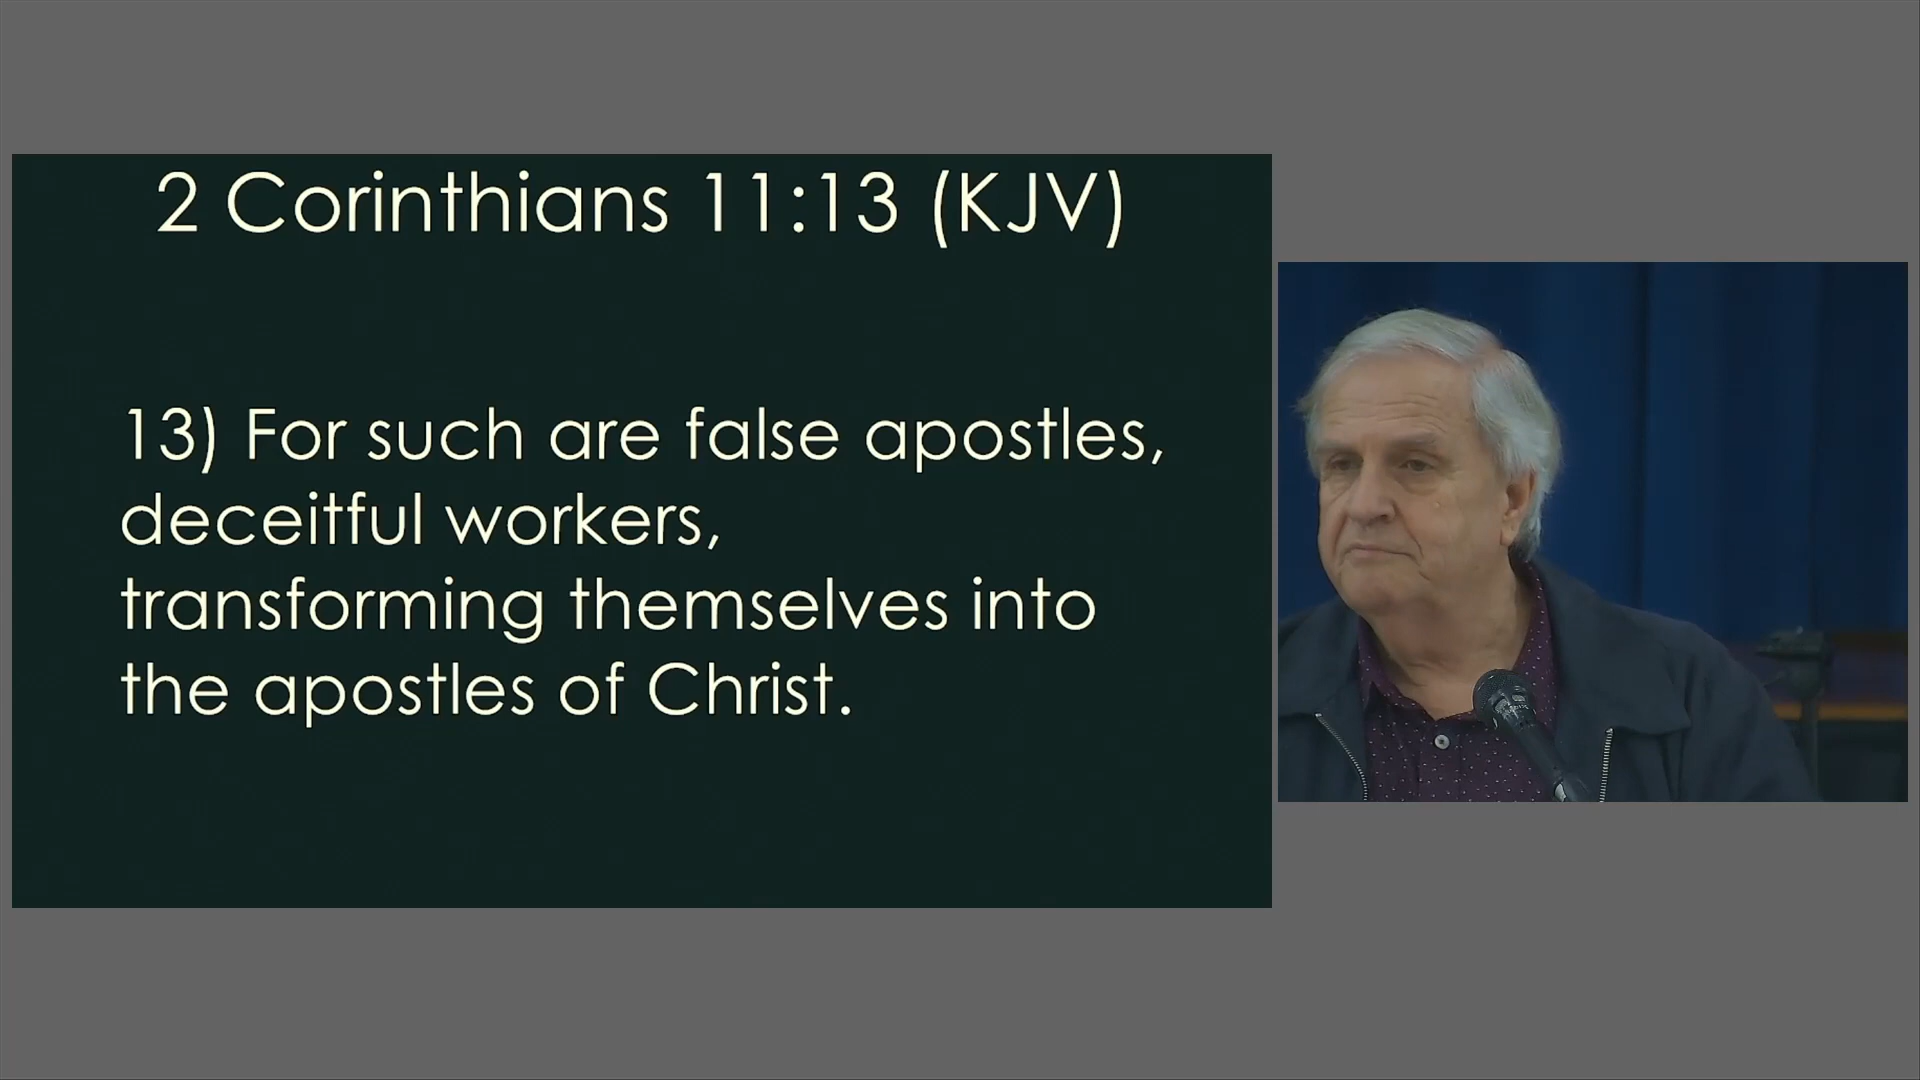 2 Corinthians 11:13 (KJV)
13) For such are false apostles,
deceitful workers,
transforming themselves into
the apostles of Christ.